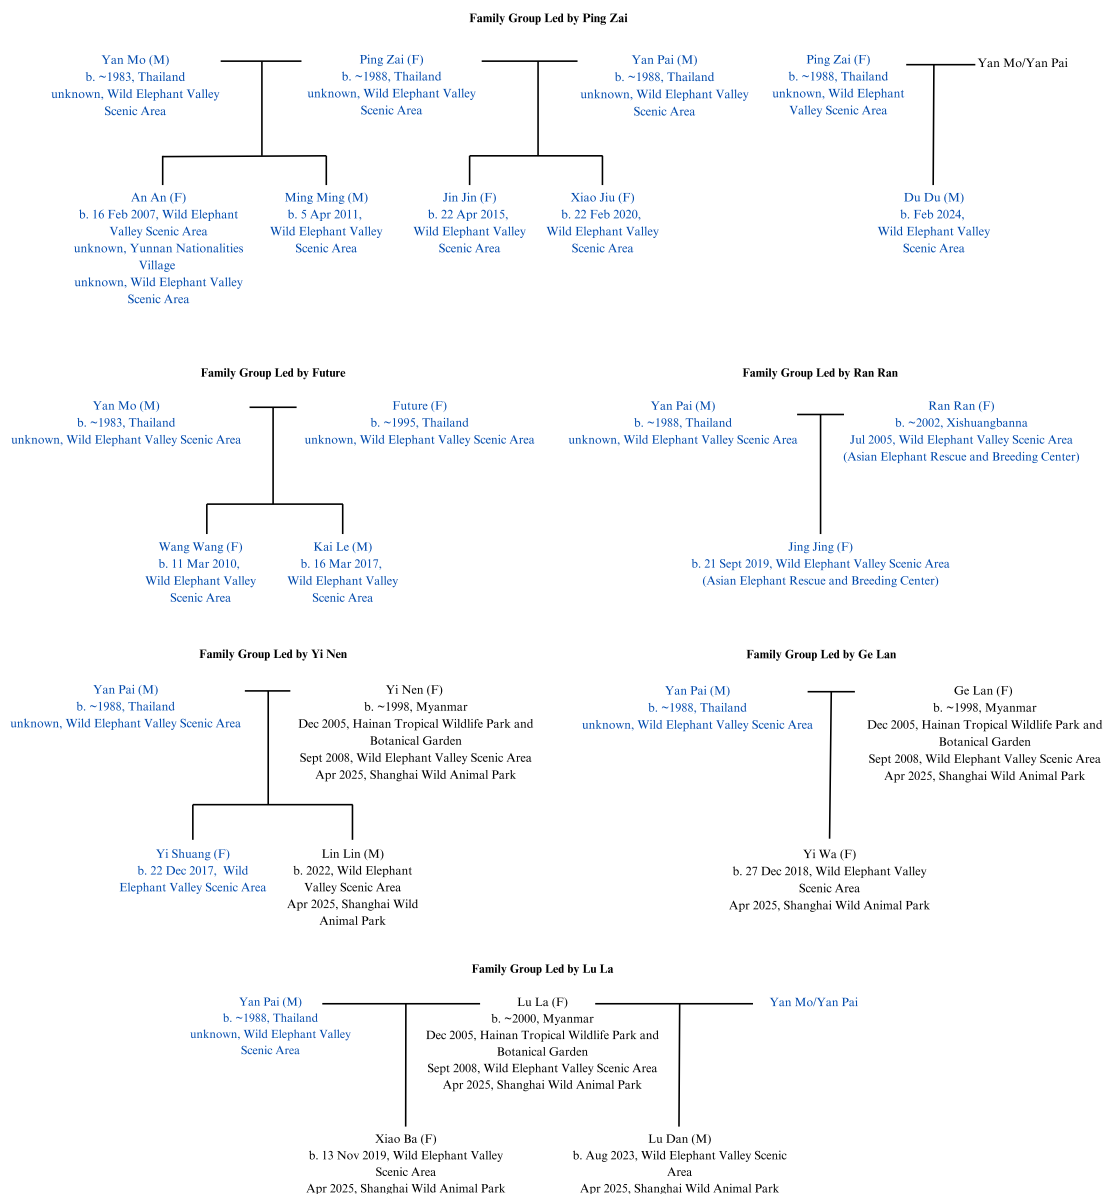 Family Group Led by Ping Zai
Yan Mo (M)
b. ~1983, Thailand
unknown, Wild Elephant Valley
Scenic Area
Ping Zai (F)
b. ~1988, Thailand
unknown, Wild Elephant Valley
Scenic Area
Yan Pai (M)
b. ~1988, Thailand
unknown, Wild Elephant Valley
Scenic Area
Ping Zai (F)
b. ~1988, Thailand
unknown, Wild Elephant
Valley Scenic Area
Yan Mo/Yan Pai
An An (F)
b. 16 Feb 2007, Wild Elephant
Valley Scenic Area
unknown, Yunnan Nationalities
Village
unknown, Wild Elephant Valley
Scenic Area
Ming Ming (M)
b. 5 Apr 2011,
Wild Elephant Valley
Scenic Area
Jin Jin (F)
b. 22 Apr 2015,
Wild Elephant Valley
Scenic Area
Xiao Jiu (F)
b. 22 Feb 2020,
Wild Elephant Valley
Scenic Area
Du Du (M)
b. Feb 2024,
Wild Elephant Valley
Scenic Area
Family Group Led by Future
Yan Mo (M)
b. ~1983, Thailand
unknown, Wild Elephant Valley Scenic Area
Future (F)
b. ~1995, Thailand
unknown, Wild Elephant Valley Scenic Area
Wang Wang (F)
b. 11 Mar 2010,
Wild Elephant Valley
Scenic Area
Kai Le (M)
b. 16 Mar 2017,
Wild Elephant Valley
Scenic Area
Family Group Led by Ran Ran
Yan Pai (M)
b. ~1988, Thailand
unknown, Wild Elephant Valley Scenic Area
Ran Ran (F)
b. ~2002, Xishuangbanna
Jul 2005, Wild Elephant Valley Scenic Area
(Asian Elephant Rescue and Breeding Center)
Jing Jing (F)
b. 21 Sept 2019, Wild Elephant Valley Scenic Area
(Asian Elephant Rescue and Breeding Center)
Family Group Led by Yi Nen
Yan Pai (M)
b. ~1988, Thailand
unknown, Wild Elephant Valley Scenic Area
Yi Nen (F)
b. ~1998, Myanmar
Dec 2005, Hainan Tropical Wildlife Park and
Botanical Garden
Sept 2008, Wild Elephant Valley Scenic Area
Apr 2025, Shanghai Wild Animal Park
Yi Shuang (F)
b. 22 Dec 2017, Wild
Elephant Valley Scenic Area
Lin Lin (M)
b. 2022, Wild Elephant
Valley Scenic Area
Apr 2025, Shanghai Wild
Animal Park
Family Group Led by Ge Lan
Yan Pai (M)
b. ~1988, Thailand
unknown, Wild Elephant Valley Scenic Area
Ge Lan (F)
b. ~1998, Myanmar
Dec 2005, Hainan Tropical Wildlife Park and
Botanical Garden
Sept 2008, Wild Elephant Valley Scenic Area
Apr 2025, Shanghai Wild Animal Park
Yi Wa (F)
b. 27 Dec 2018, Wild Elephant Valley
Scenic Area
Apr 2025, Shanghai Wild Animal Park
Family Group Led by Lu La
Yan Pai (M)
b. ~1988, Thailand
unknown, Wild Elephant Valley
Scenic Area
Lu La (F)
b. ~2000, Myanmar
Dec 2005, Hainan Tropical Wildlife Park and
Botanical Garden
Sept 2008, Wild Elephant Valley Scenic Area
Apr 2025, Shanghai Wild Animal Park
Yan Mo/Yan Pai
Xiao Ba (F)
b. 13 Nov 2019, Wild Elephant Valley
Scenic Area
Apr 2025, Shanghai Wild Animal Park
Lu Dan (M)
b. Aug 2023, Wild Elephant Valley Scenic
Area
Apr 2025, Shanghai Wild Animal Park